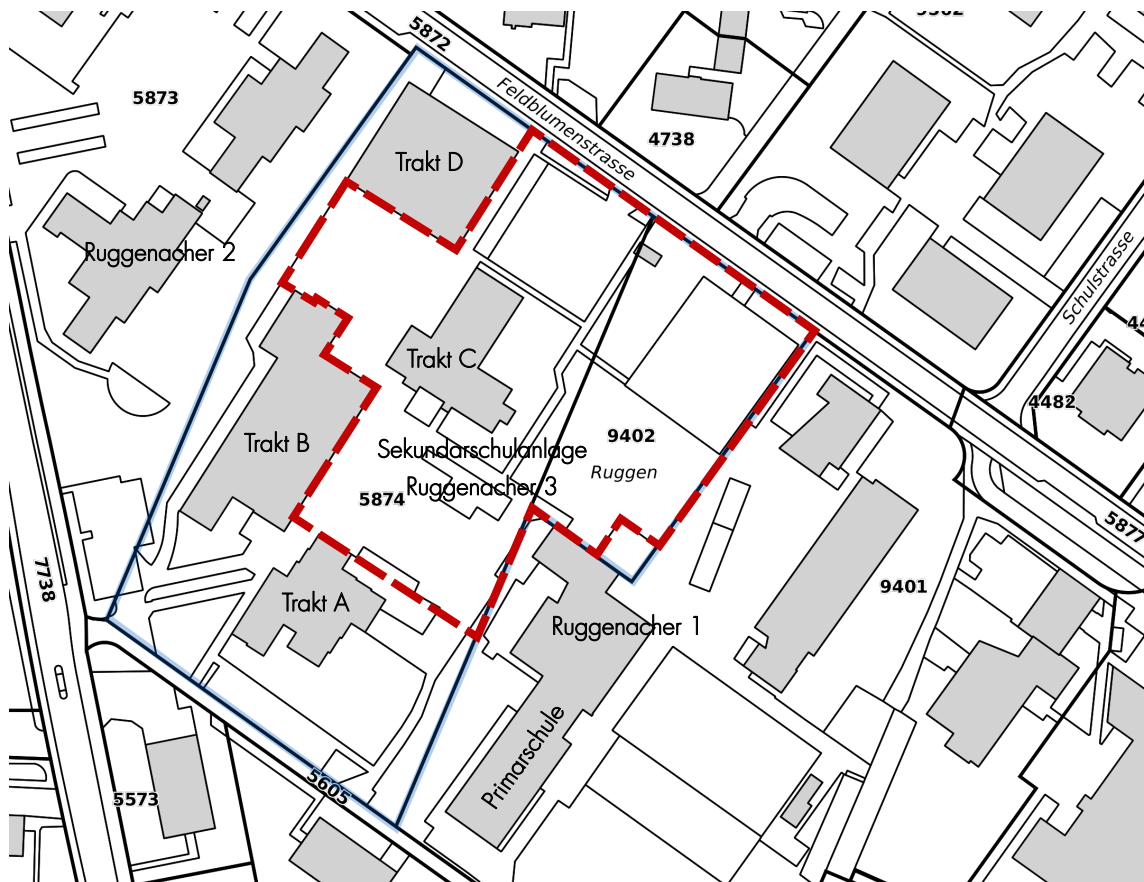 5872
5873
Feldblumenstrasse
4738
Trakt D
Ruggenacher 2
Schulstrasse
Trakt C
4482
9402
Trakt B
Sekundarschulanlage
Ruggen
Ruggenacher 3
5874
5877
7738
9401
Trakt A
Ruggenacher 1
Primarschule
5605
5573